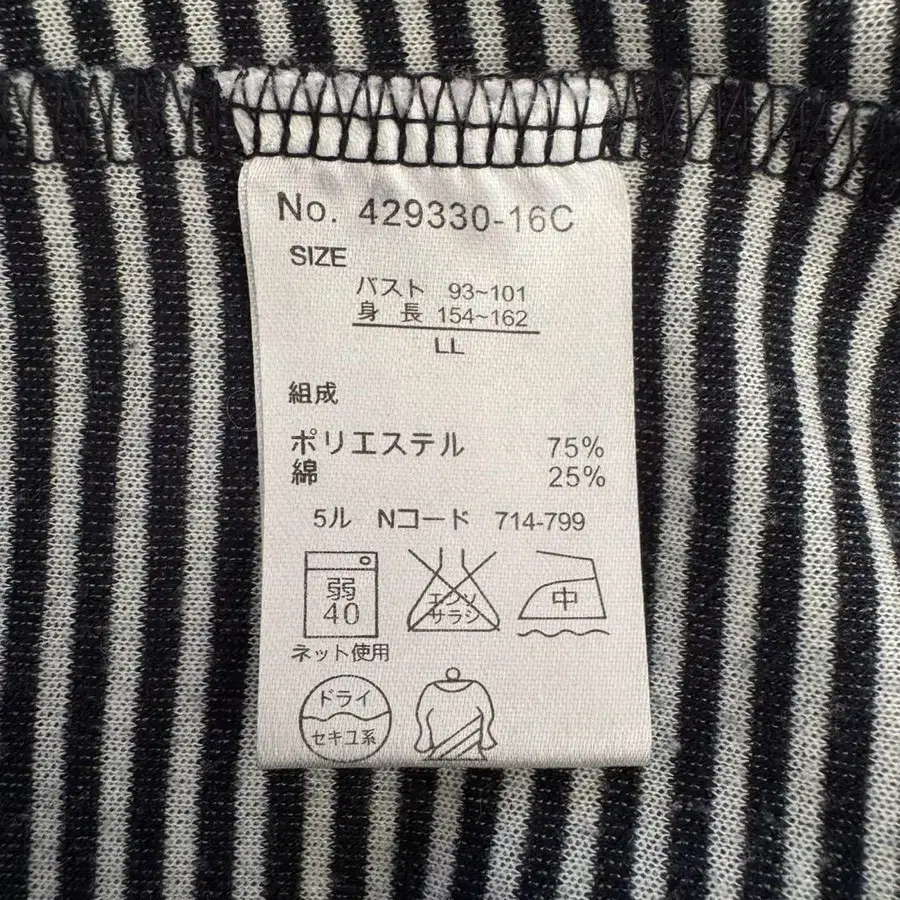 No. 429330-16C
SIZE
バスト 93~101
身 長 154~162
LL
組成
ポリエステル 75%
綿 25%
5ル Nコード 714-799
弱
40
エンソ
サラシ
中
ネット使用
ドライ
セキユ系